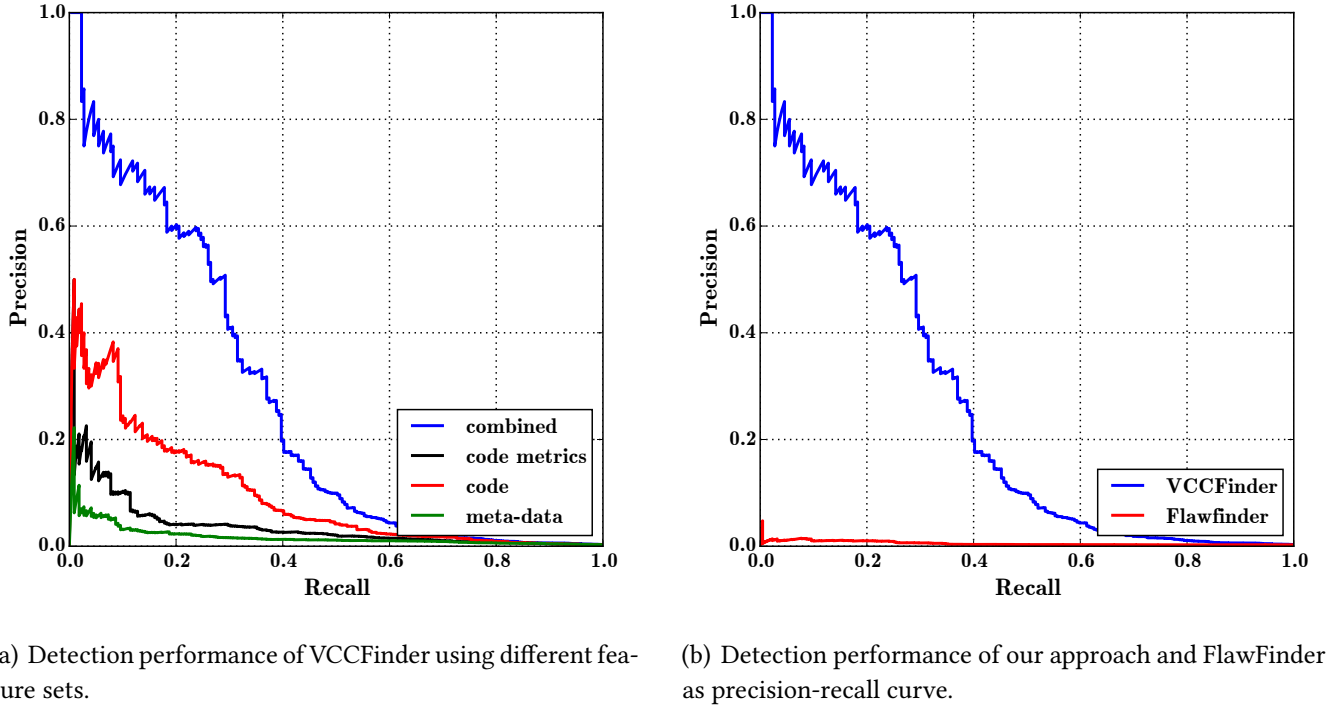 1.0
0.8
0.6
0.4
0.2
0.0
Precision
0.0 0.2 0.4 0.6 0.8 1.0
Recall
combined
code metrics
code
meta-data
1.0
0.8
0.6
0.4
0.2
0.0
Precision
0.0 0.2 0.4 0.6 0.8 1.0
Recall
VCCFinder
Flawfinder
a) Detection performance of VCCFinder using different fea-
ure sets.
(b) Detection performance of our approach and FlawFinder
as precision-recall curve.